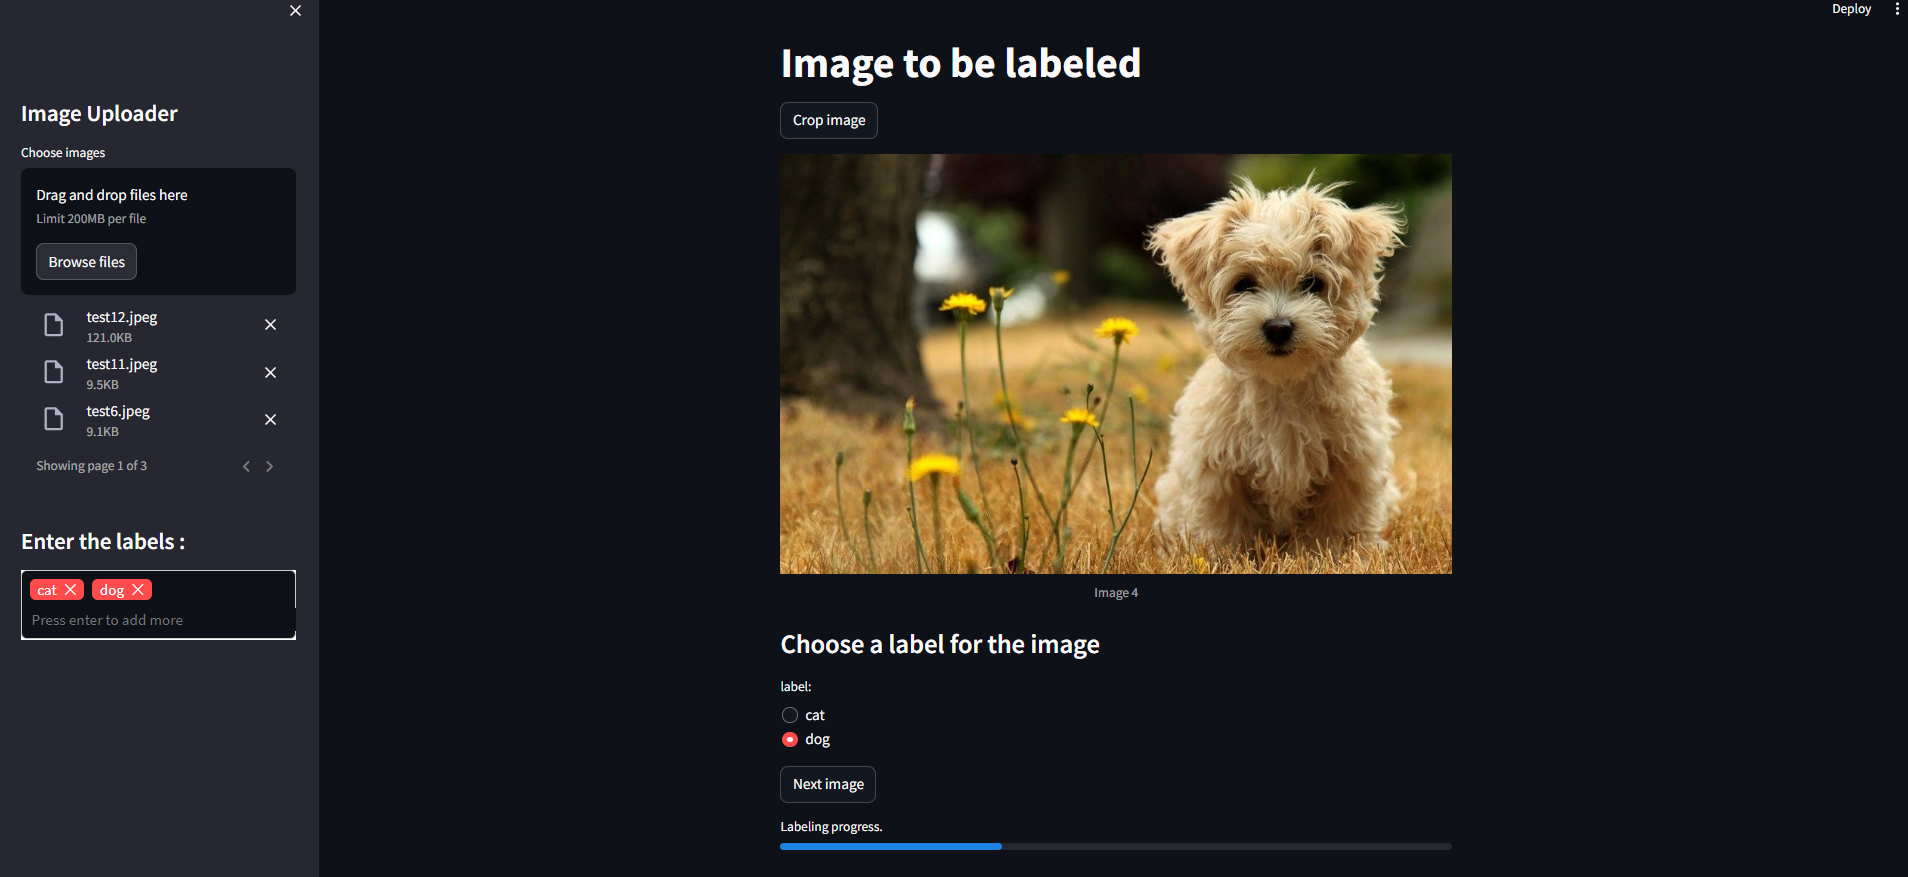 Deploy
Image Uploader
Choose images
Drag and drop files here
Limit 200MB per file
Browse files
test12.jpeg
121.0KB
test11.jpeg
9.5KB
test6.jpeg
9.1KB
Showing page 1 of 3
Enter the labels :
cat dog
Press enter to add more
Image to be labeled
Crop image
Image 4
Choose a label for the image
label:
cat
dog
Next image
Labeling progress.